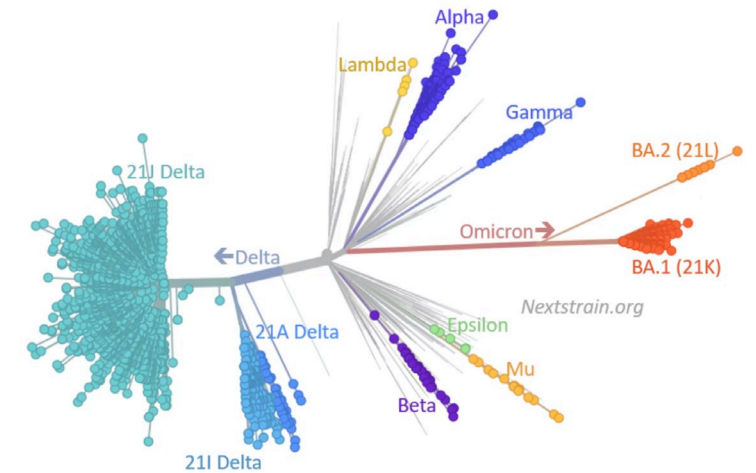 Alpha
Lambda
Gamma
BA.2 (21L)
21J Delta
Omicron→
←Delta
BA.1 (21K)
Nextstrain.org
Epsilon
21A Delta
Mu
Beta
21I Delta